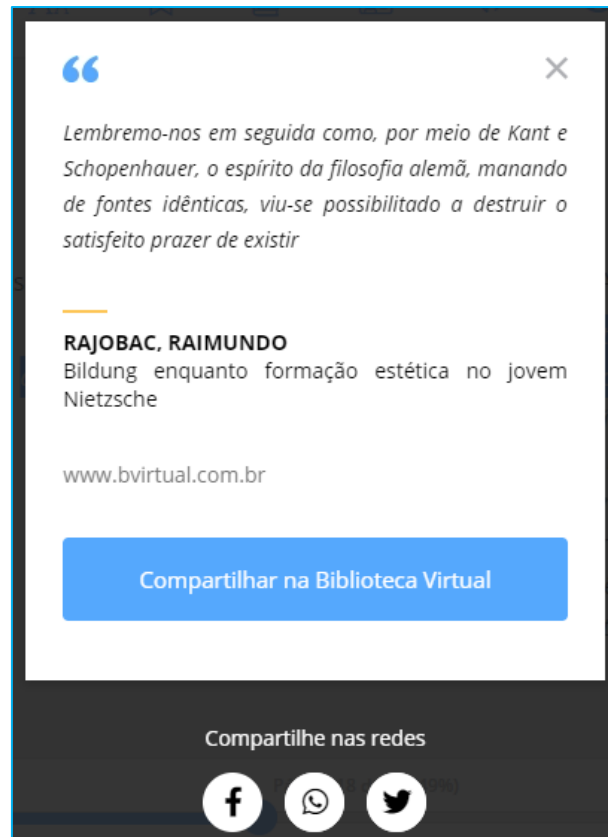 Lembremo-nos em seguida como, por meio de Kant e
Schopenhauer, o espírito da filosofia alemã, manando
de fontes idênticas, viu-se possibilitado a destruir o
satisfeito prazer de existir
RAJOBAC, RAIMUNDO
Bildung enquanto formação estética no jovem
Nietzsche
www.bvirtual.com.br
Compartilhar na Biblioteca Virtual
Compartilhe nas redes